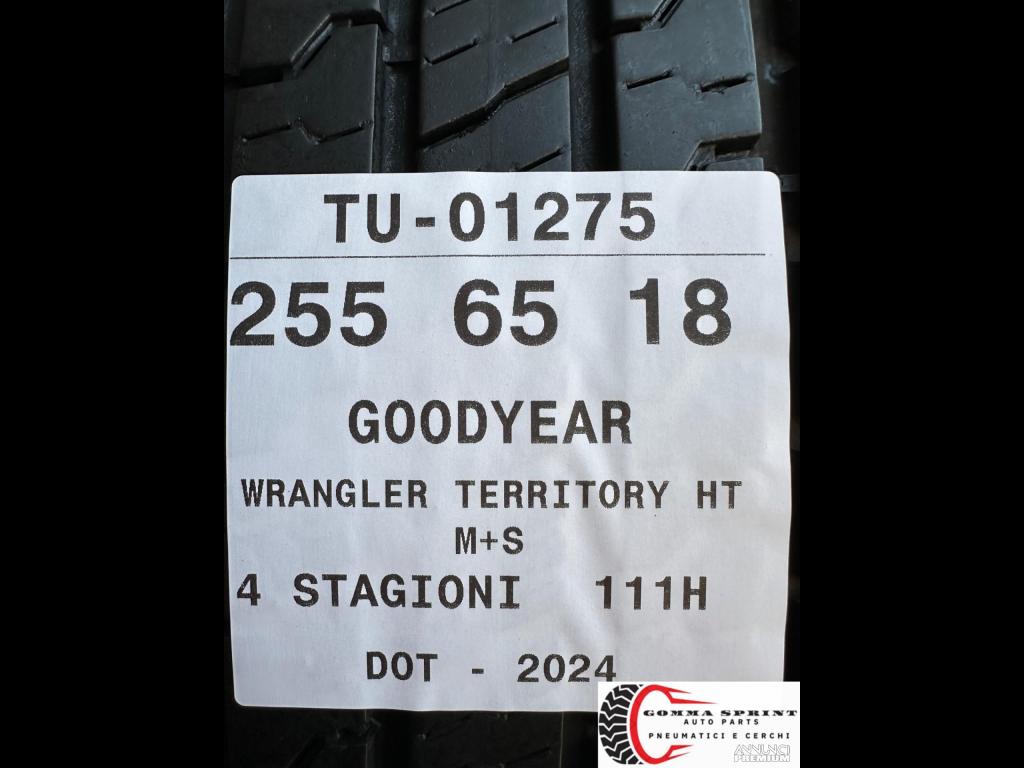 TU-01275
255 65 18
GOODYEAR
WRANGLER TERRITORY HT
M+S
4 STAGIONI 111H
DOT - 2024
GOMMA SPRINT
AUTO PARTS
PNEUMATICI E CERCHI
ANNUNCI
PREMIUM